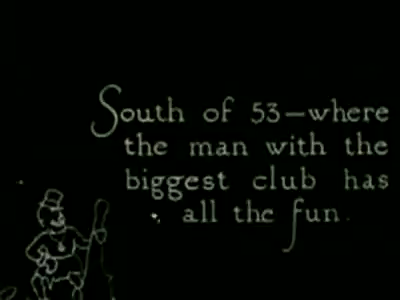 South of 53—where
the man with the
biggest club has
all the fun.